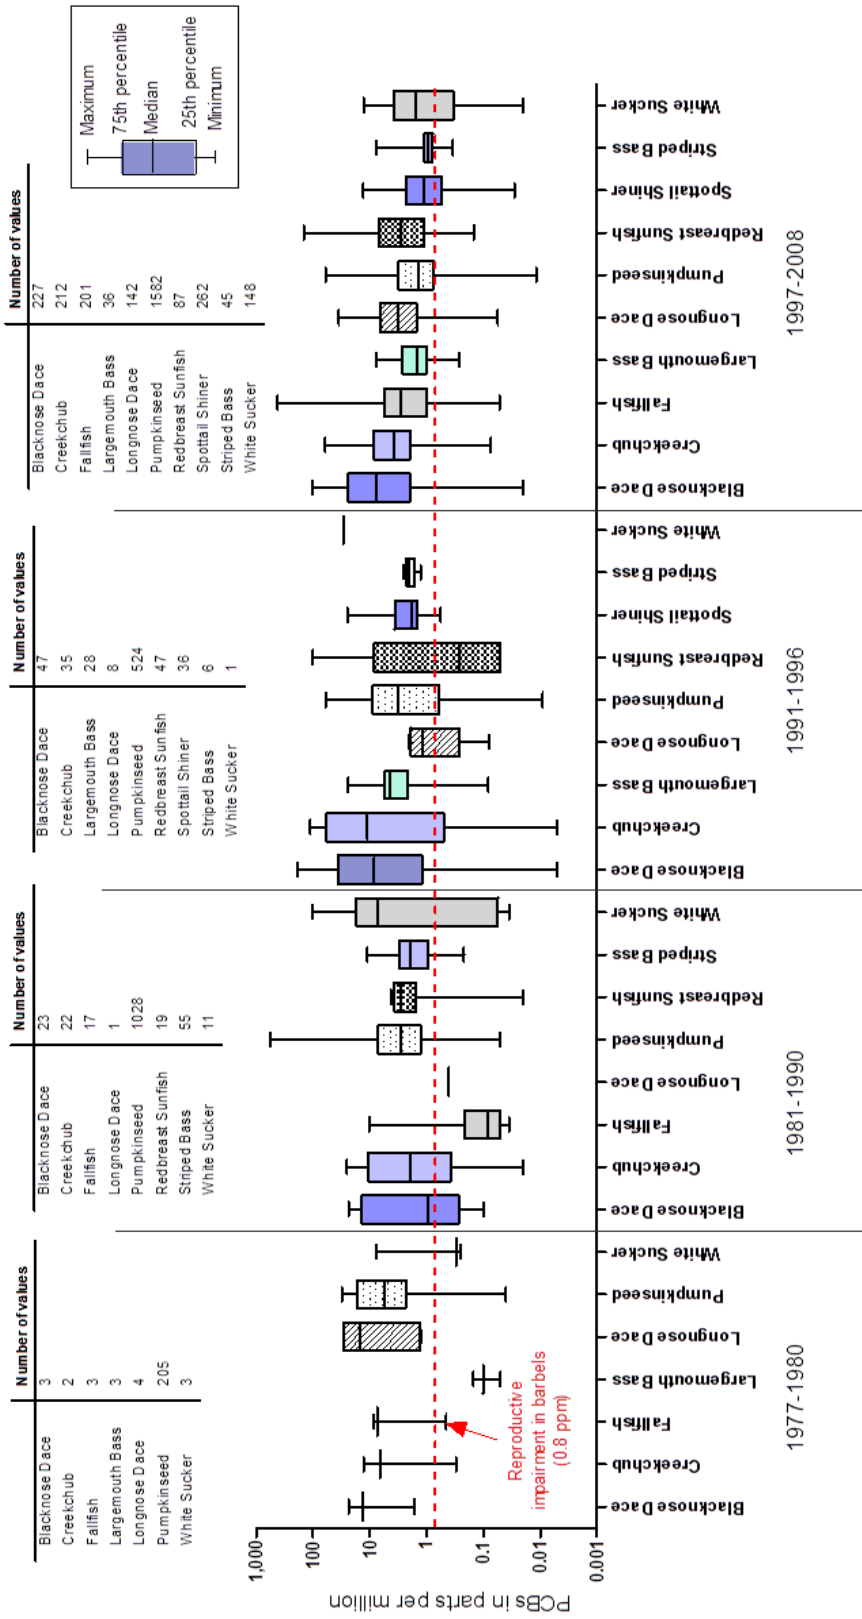 Number of values
Blacknose Dace 3
Creekchub 2
Fallfish 3
Largemouth Bass 3
Longnose Dace 4
Pumpkinseed 205
White Sucker 3
Number of values
Blacknose Dace 23
Creekchub 22
Fallfish 17
Longnose Dace 1
Pumpkinseed 1028
Redbreast Sunfish 19
Striped Bass 55
White Sucker 11
Number of values
Blacknose Dace 47
Creekchub 35
Largemouth Bass 28
Longnose Dace 8
Pumpkinseed 524
Redbreast Sunfish 47
Spottail Shiner 36
Striped Bass 6
White Sucker 1
Number of values
Blacknose Dace 227
Creekchub 212
Fallfish 201
Largemouth Bass 36
Longnose Dace 142
Pumpkinseed 1582
Redbreast Sunfish 87
Spottail Shiner 262
Striped Bass 45
White Sucker 148
Maximum
75th percentile
Median
25th percentile
Minimum
PCBs in parts per million
1,000
100
10
1
0.1
0.01
0.001
Reproductive
impairment in barbels
(0.8 ppm)
Blacknose Dace
Creekchub
Fallfish
Largemouth Bass
Longnose Dace
Pumpkinseed
White Sucker
Blacknose Dace
Creekchub
Fallfish
Longnose Dace
Pumpkinseed
Redbreast Sunfish
Striped Bass
White Sucker
Blacknose Dace
Creekchub
Largemouth Bass
Longnose Dace
Pumpkinseed
Redbreast Sunfish
Spottail Shiner
Striped Bass
White Sucker
Blacknose Dace
Creekchub
Fallfish
Largemouth Bass
Longnose Dace
Pumpkinseed
Redbreast Sunfish
Spottail Shiner
Striped Bass
White Sucker
1977-1980
1981-1990
1991-1996
1997-2008